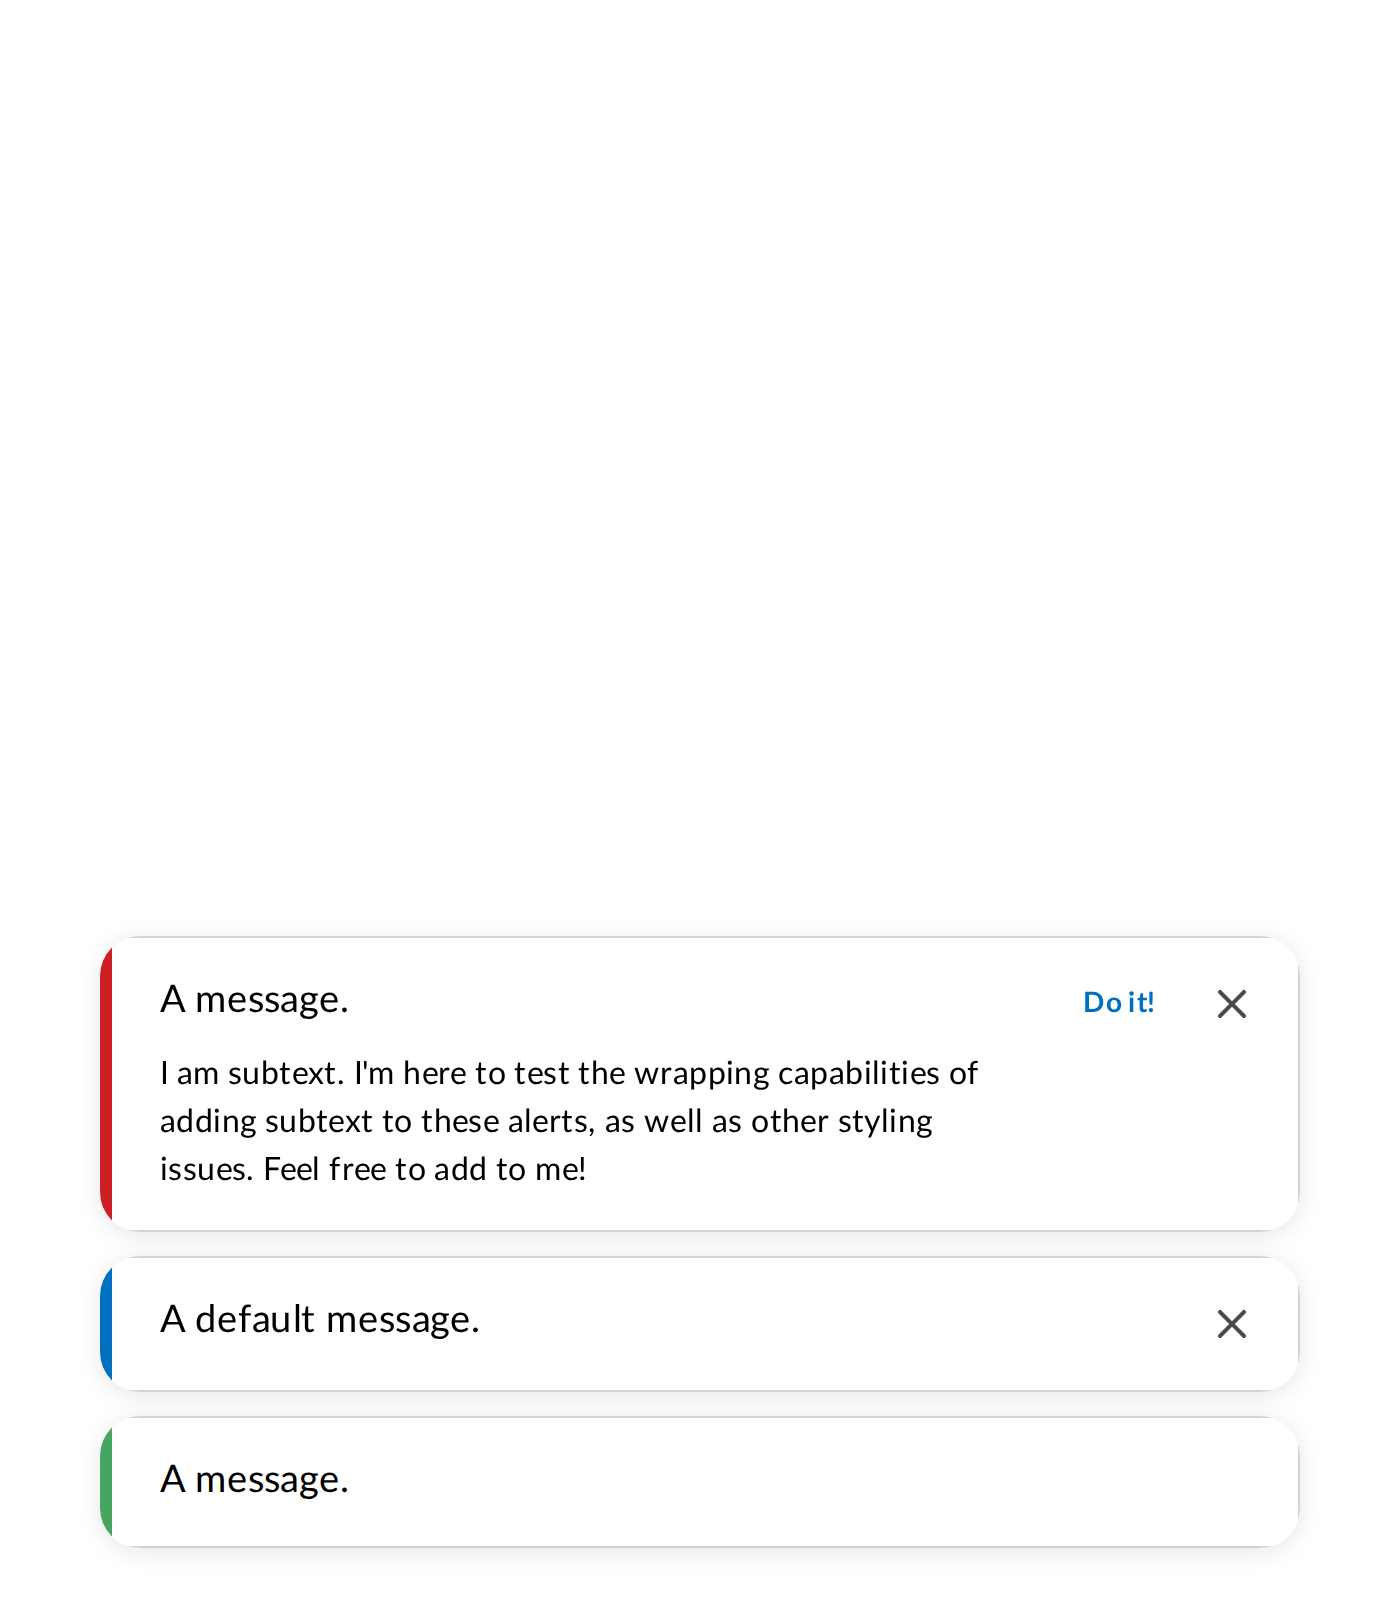 A message.
Do it!
I am subtext. I'm here to test the wrapping capabilities of
adding subtext to these alerts, as well as other styling
issues. Feel free to add to me!
A default message.
A message.